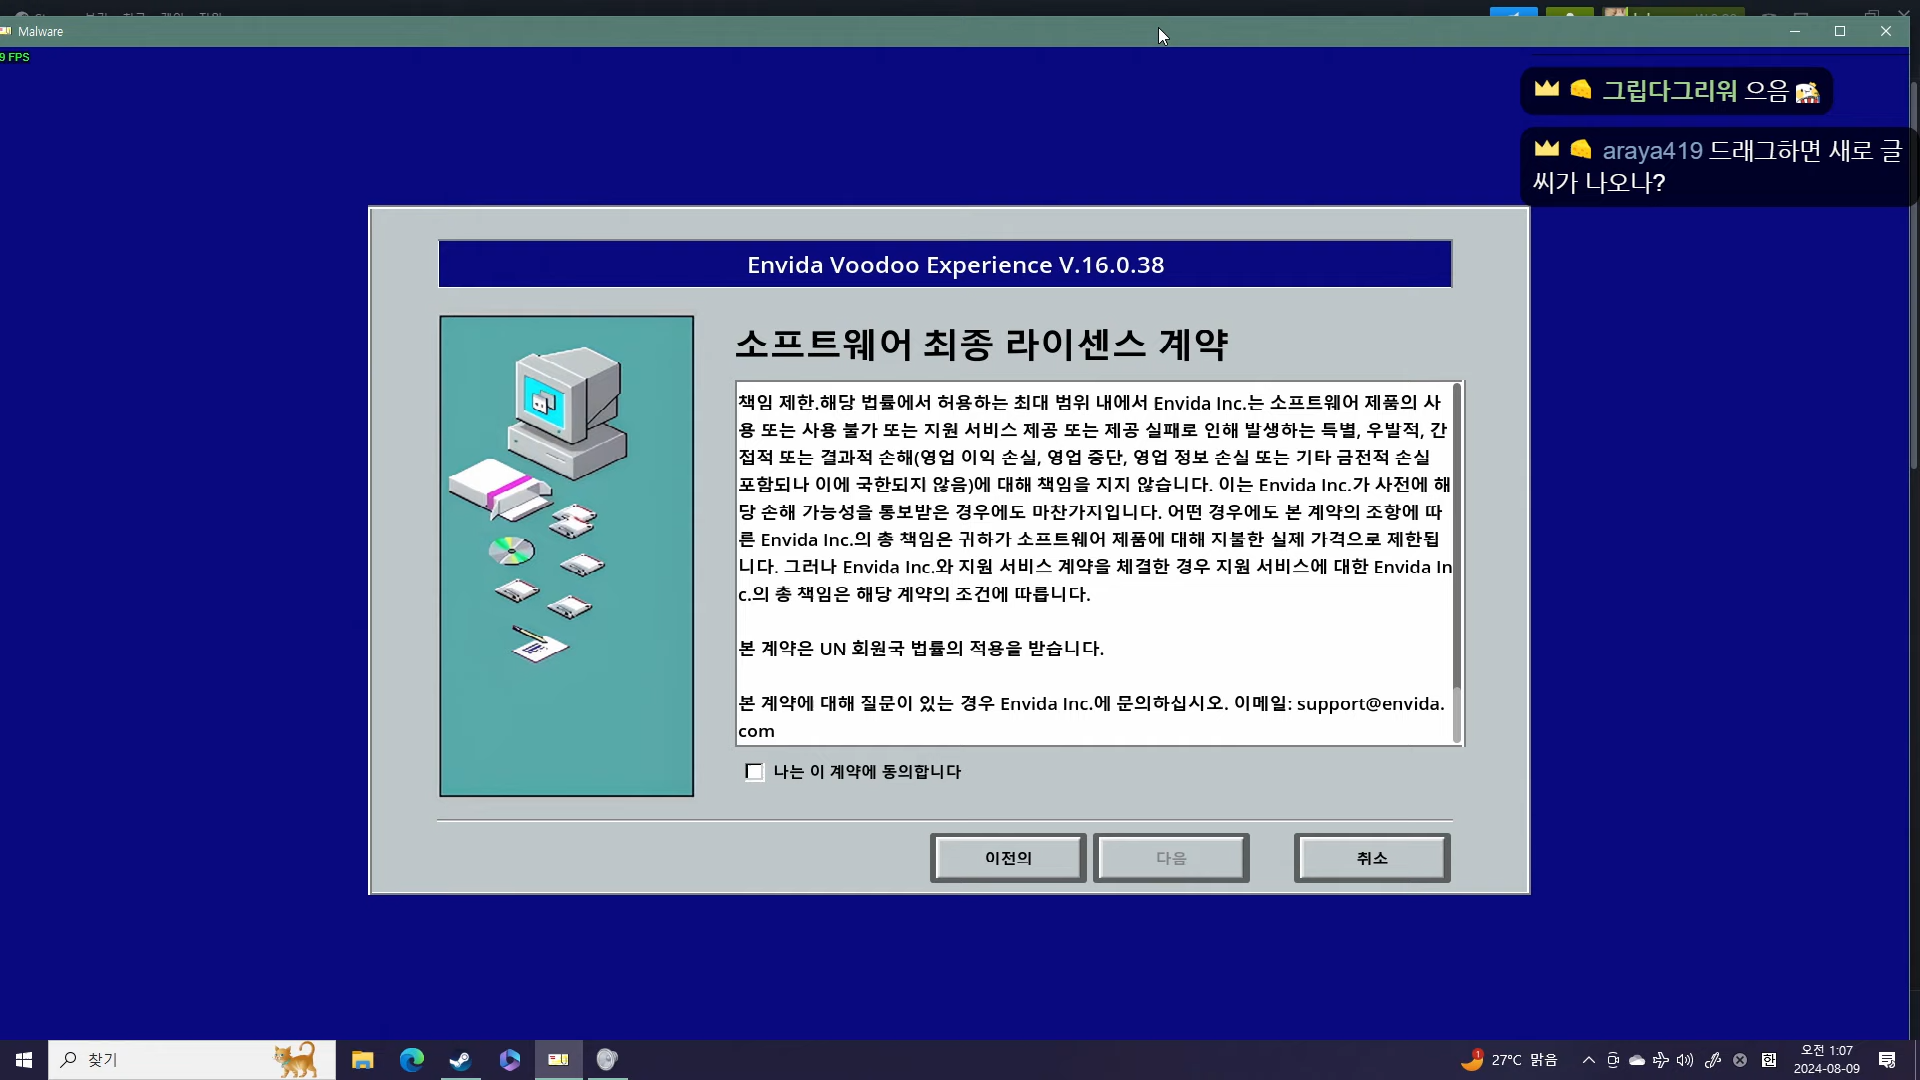 Malware
9 FPS
그립다그리워 으음
araya419 드래그하면 새로 글
씨가 나오나?
Envida Voodoo Experience V.16.0.38
소프트웨어 최종 라이센스 계약
책임 제한.해당 법률에서 허용하는 최대 범위 내에서 Envida Inc.는 소프트웨어 제품의 사
용 또는 사용 불가 또는 지원 서비스 제공 또는 제공 실패로 인해 발생하는 특별, 우발적, 간
접적 또는 결과적 손해(영업 이익 손실, 영업 중단, 영업 정보 손실 또는 기타 금전적 손실
포함되나 이에 국한되지 않음)에 대해 책임을 지지 않습니다. 이는 Envida Inc.가 사전에 해
당 손해 가능성을 통보받은 경우에도 마찬가지입니다. 어떤 경우에도 본 계약의 조항에 따
른 Envida Inc.의 총 책임은 귀하가 소프트웨어 제품에 대해 지불한 실제 가격으로 제한됩
니다. 그러나 Envida Inc.와 지원 서비스 계약을 체결한 경우 지원 서비스에 대한 Envida In
c.의 총 책임은 해당 계약의 조건에 따릅니다.
본 계약은 UN 회원국 법률의 적용을 받습니다.
본 계약에 대해 질문이 있는 경우 Envida Inc.에 문의하십시오. 이메일: support@envida.
com
나는 이 계약에 동의합니다
이전의
다음
취소
찾기
1
27°C 맑음
한
오전 1:07
2024-08-09